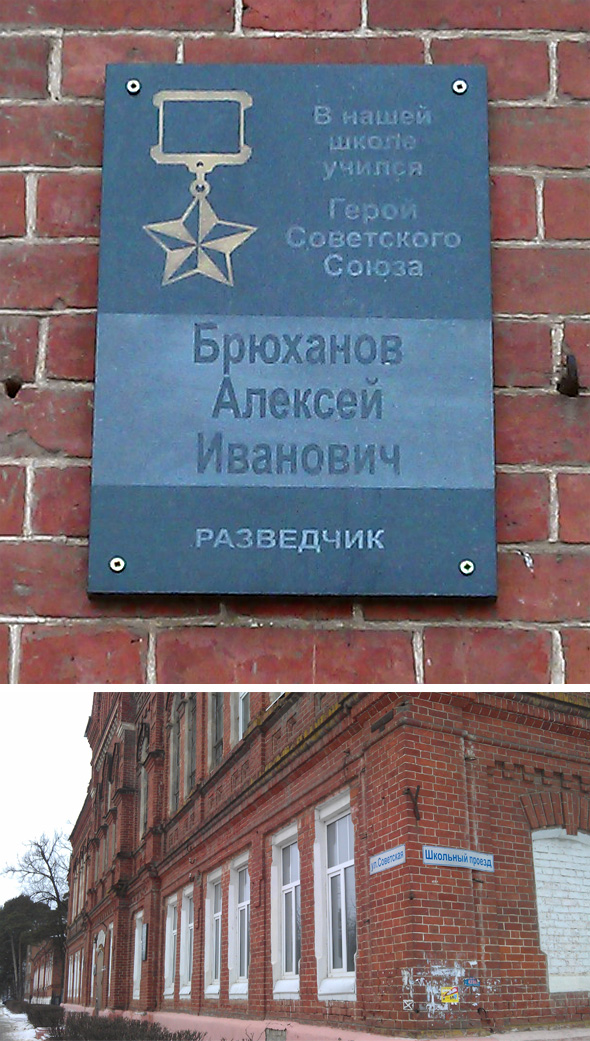 В нашей
школе
учился
Герой
Советского
Союза
Брюханов
Алексей
Иванович
РАЗВЕДЧИК
ул.Советская
Школьный проезд